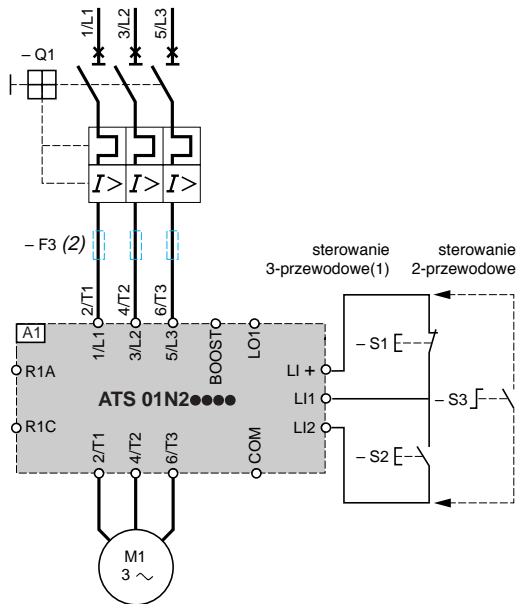 1/L1
3/L2
5/L3
– Q1
I>
I>
I>
– F3 (2)
2/T1
4/T2
6/T3
sterowanie
3-przewodowe(1)
sterowanie
2-przewodowe
A1
1/L1
3/L2
5/L3
BOOST
LO1
R1A
R1C
ATS 01N2●●●●
LI +
LI1
LI2
2/T1
4/T2
6/T3
COM
– S1
– S2
– S3
M1
3 ~